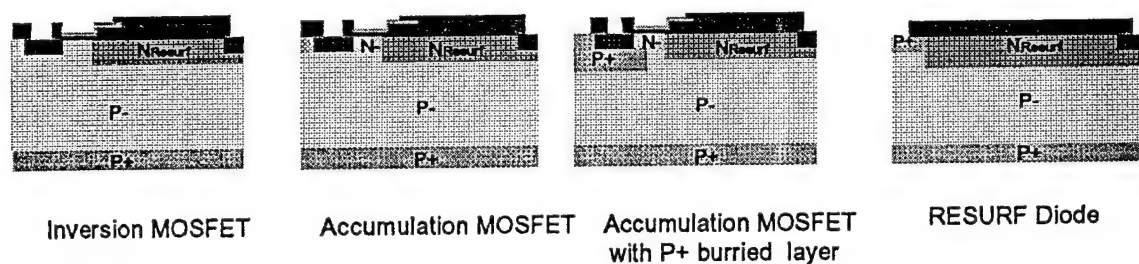 NResurf
P-
P+
Inversion MOSFET
N-
NResurf
P-
P+
Accumulation MOSFET
N-
NResurf
P+
P-
P+
Accumulation MOSFET
with P+ burried layer
P+
NResurf
P-
P+
RESURF Diode